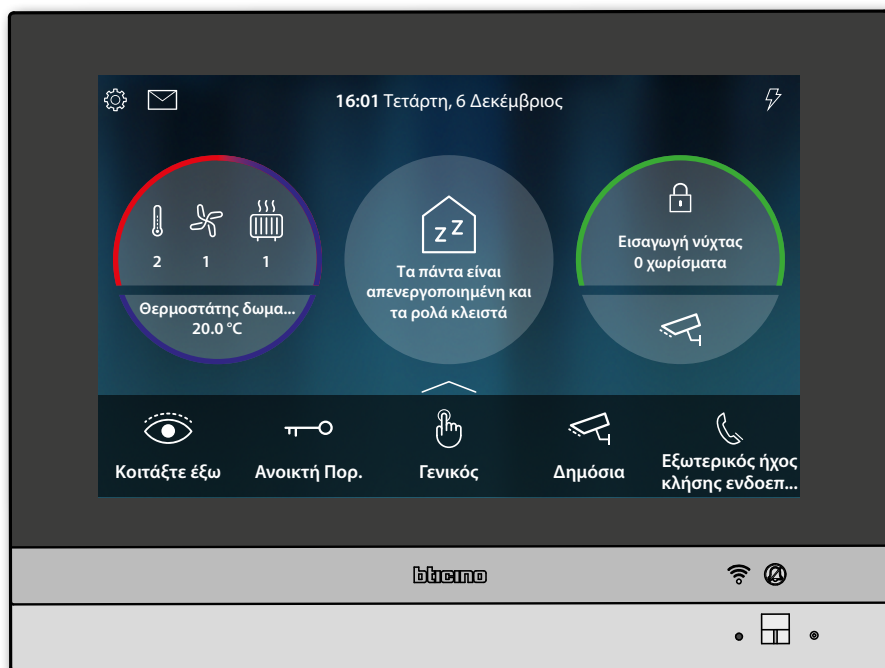 16:01 Τετάρτη, 6 Δεκέμβριος
2 1 1
Θερμοστάτης δωμα...
20.0 °C
z z
Τα πάντα είναι
απενεργοποιημένη και
τα ρολά κλειστά
Εισαγωγή νύχτας
0 χωρίσματα
Κοιτάξτε έξω
Ανοικτή Πορ.
Γενικός
Δημόσια
Εξωτερικός ήχος
κλήσης ενδοεπ...
bticino